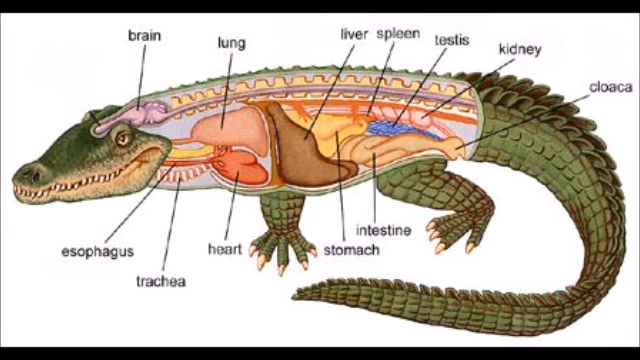 brain
lung
liver
spleen
testis
kidney
cloaca
esophagus
trachea
heart
stomach
intestine